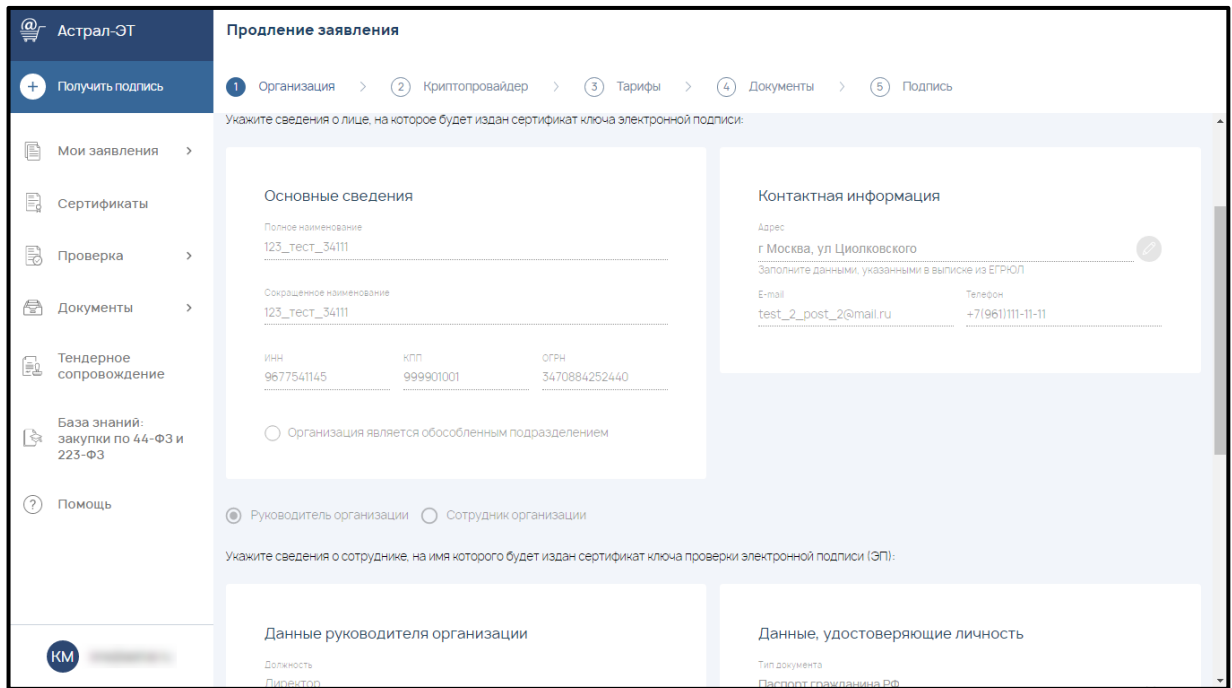 Астрал-ЭТ
Продление заявления
Получить подпись
1 Организация > 2 Криптопровайдер > 3 Тарифы > 4 Документы > 5 Подпись
Укажите сведения о лице, на которое будет издан сертификат ключа электронной подписи:
Мои заявления >
Сертификаты
Проверка >
Документы >
Тендерное
сопровождение
База знаний:
закупки по 44-ФЗ и
223-ФЗ
? Помощь
КМ
Основные сведения
Полное наименование
123_тест_34111
Сокращенное наименование
123_тест_34111
ИНН КПП ОГРН
9677541145 999901001 3470884252440
Организация является обособленным подразделением
Контактная информация
Адрес
г Москва, ул Циолковского
Заполните данными, указанными в выписке из ЕГРЮЛ
E-mail Телефон
test_2_post_2@mail.ru +7(961)111-11-11
Руководитель организации Сотрудник организации
Укажите сведения о сотруднике, на имя которого будет издан сертификат ключа проверки электронной подписи (ЭП):
Данные руководителя организации
Должность
Директор
Данные, удостоверяющие личность
Тип документа
Паспорт гражданина РФ